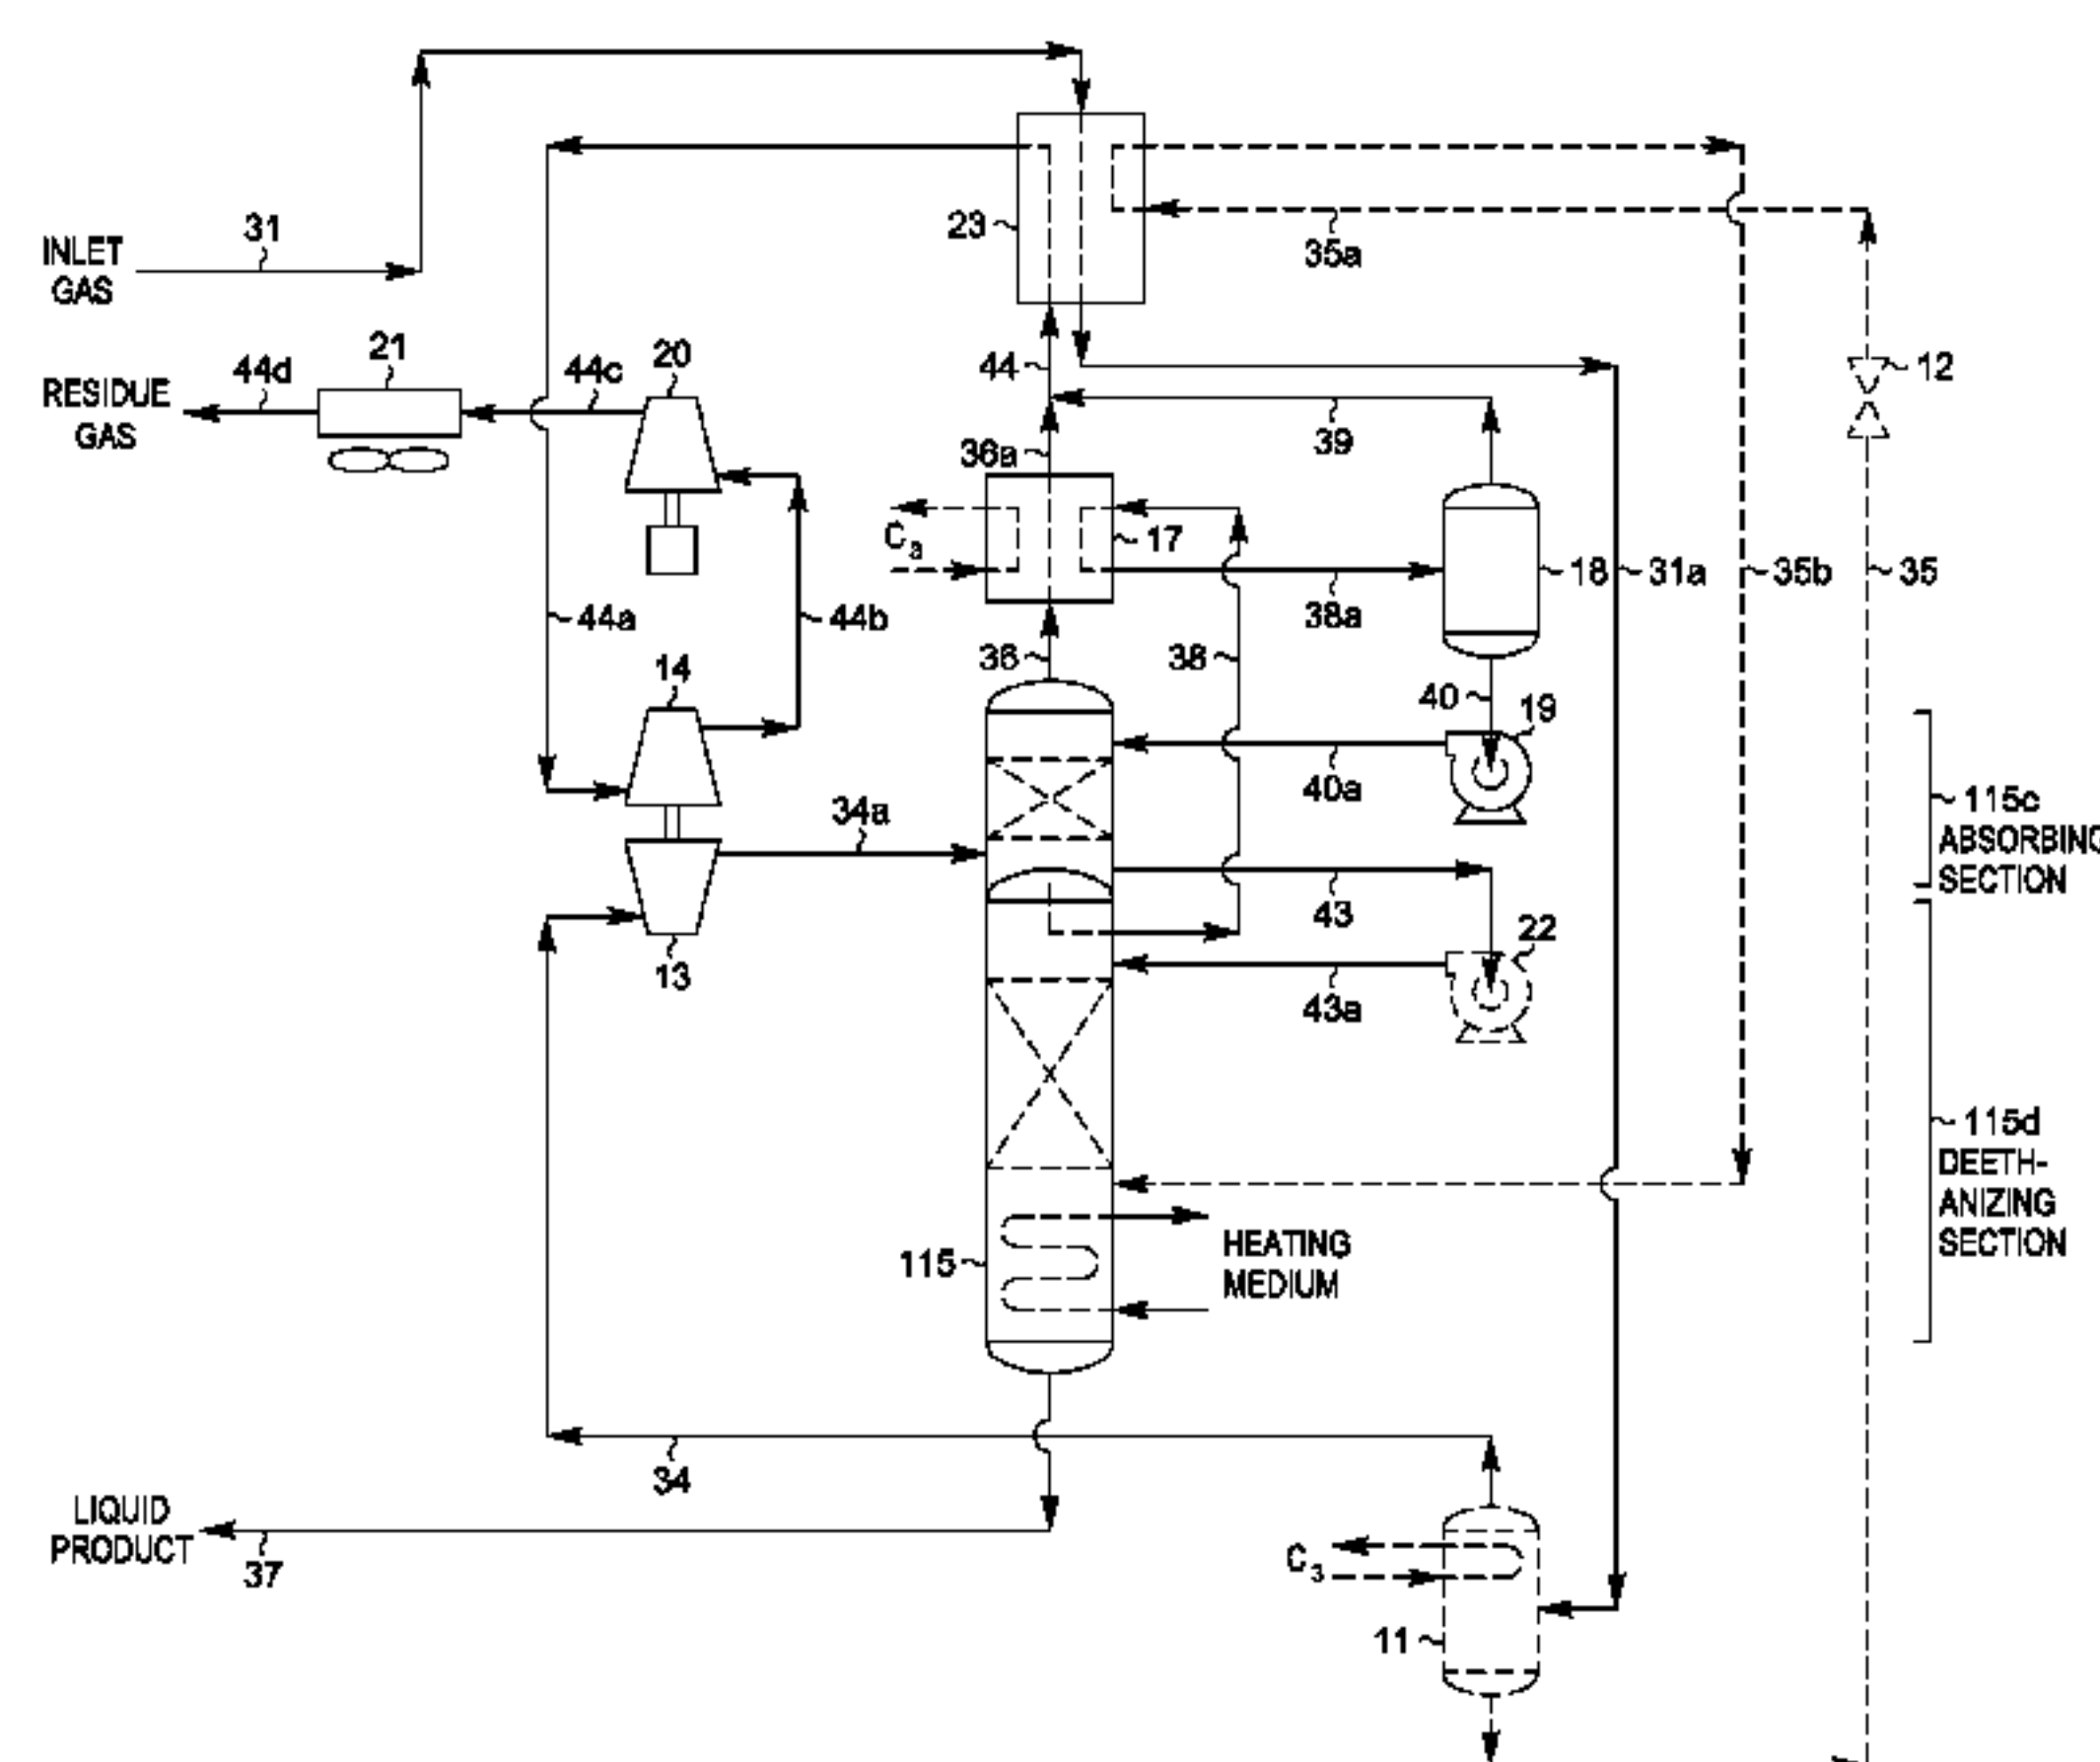 31
INLET
GAS
23
35a
21
20
44d
44c
RESIDUE
GAS
44
12
39
36a
C3
17
18
31a
35b
35
38a
44a
44b
36
38
14
40
19
40a
115c
ABSORBING
SECTION
34a
43
22
13
43a
115d
DEETH-
ANIZING
SECTION
HEATING
MEDIUM
115
34
LIQUID
PRODUCT
37
C3
11